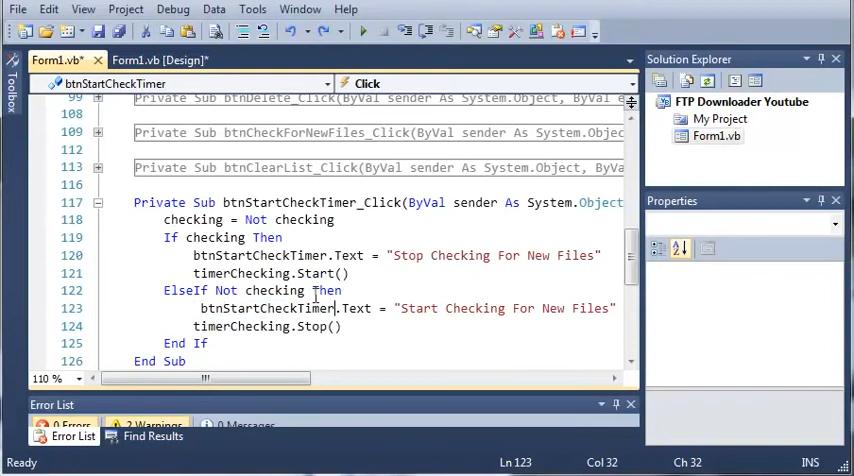 File Edit View Project Debug Data Tools Window Help
Form1.vb* Form1.vb [Design]*
Solution Explorer
btnStartCheckTimer Click
FTP Downloader Youtube
My Project
Form1.vb
Toolbox
99 Private Sub btnDelete_Click(ByVal sender As System.Object, ByVal e
108
109 Private Sub btnCheckForNewFiles_Click(ByVal sender As System.Objec
112
113 Private Sub btnClearList_Click(ByVal sender As System.Object, ByVa
116
117 Private Sub btnStartCheckTimer_Click(ByVal sender As System.Object
118 checking = Not checking
119 If checking Then
120 btnStartCheckTimer.Text = "Stop Checking For New Files"
121 timerChecking.Start()
122 ElseIf Not checking Then
123 btnStartCheckTimer.Text = "Start Checking For New Files"
124 timerChecking.Stop()
125 End If
126 End Sub
Properties
110 %
Error List
0 Errors 2 Warnings 0 Messages
Error List Find Results
Ready Ln 123 Col 32 Ch 32 INS